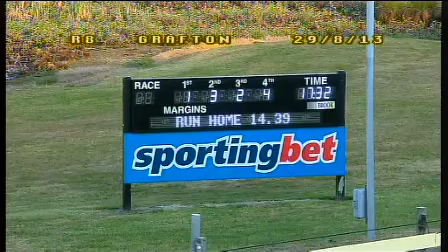 R8 GRAFTON 29/8/13
RACE 1ST 2ND 3RD 4TH TIME
1 3 2 4 17:32
MARGINS
RUN HOME 14.39
sportingbet